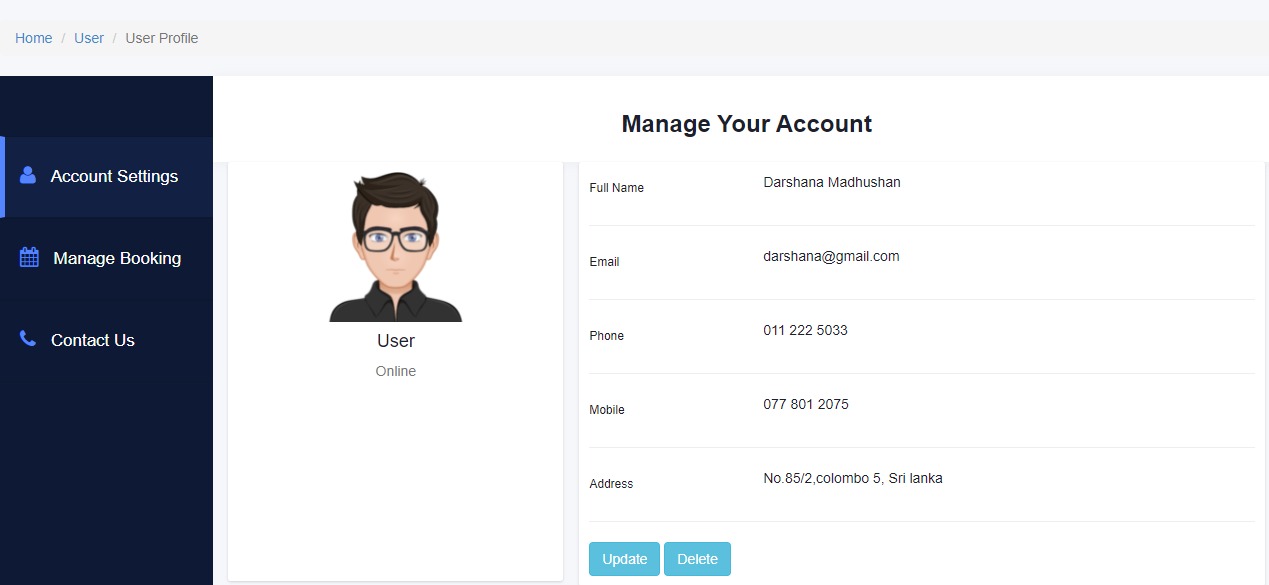 Home / User / User Profile
Manage Your Account
Account Settings
Manage Booking
Contact Us
User
Online
Full Name Darshana Madhushan
Email darshana@gmail.com
Phone 011 222 5033
Mobile 077 801 2075
Address No.85/2,colombo 5, Sri lanka
Update Delete